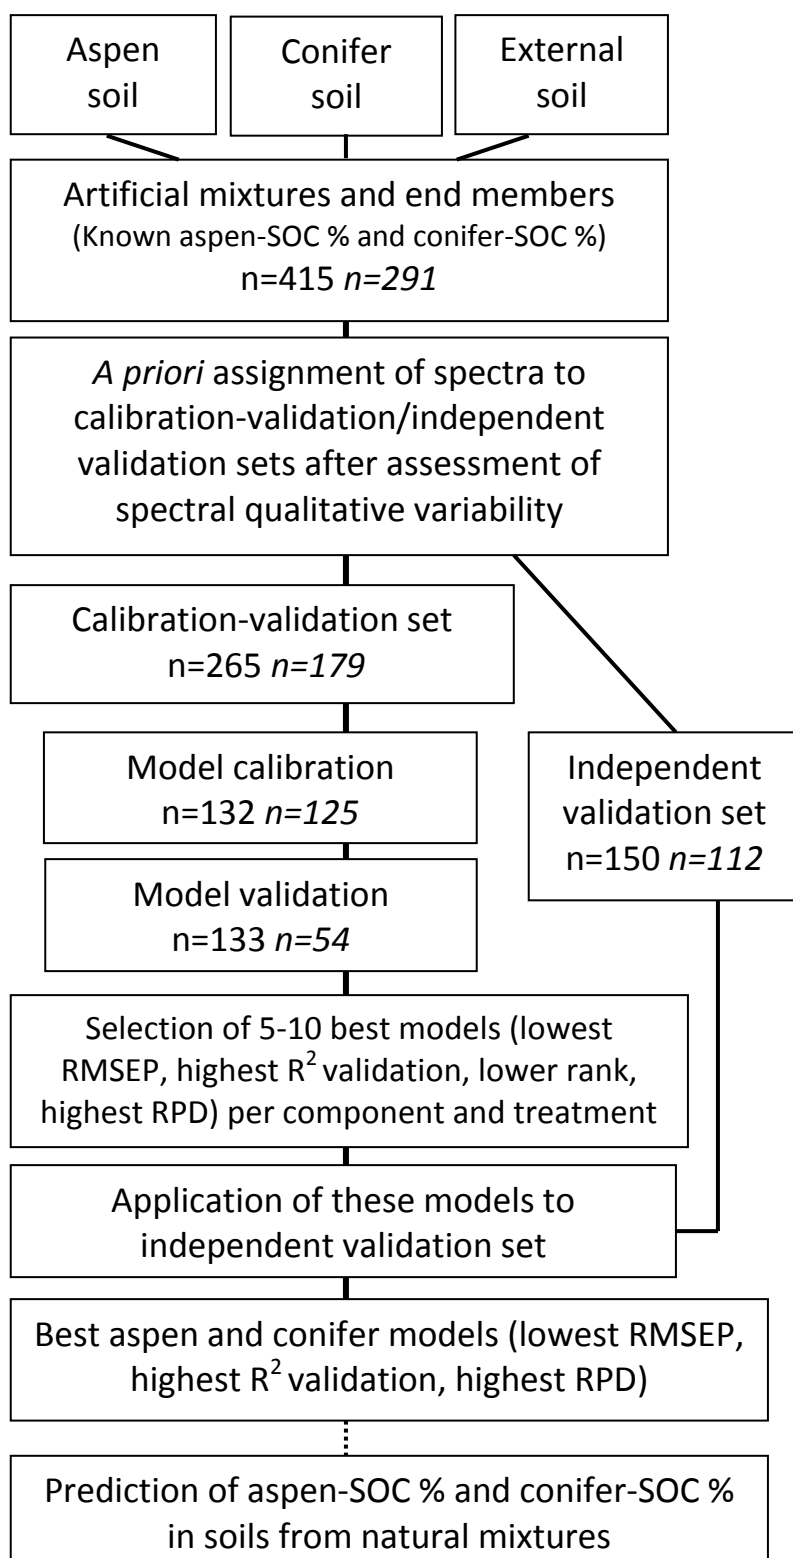 Aspen
soil
Conifer
soil
External
soil
Artificial mixtures and end members
(Known aspen-SOC % and conifer-SOC %)
n=415 n=291
A priori assignment of spectra to
calibration-validation/independent
validation sets after assessment of
spectral qualitative variability
Calibration-validation set
n=265 n=179
Model calibration
n=132 n=125
Independent
validation set
n=150 n=112
Model validation
n=133 n=54
Selection of 5-10 best models (lowest
RMSEP, highest R² validation, lower rank,
highest RPD) per component and treatment
Application of these models to
independent validation set
Best aspen and conifer models (lowest RMSEP,
highest R² validation, highest RPD)
Prediction of aspen-SOC % and conifer-SOC %
in soils from natural mixtures